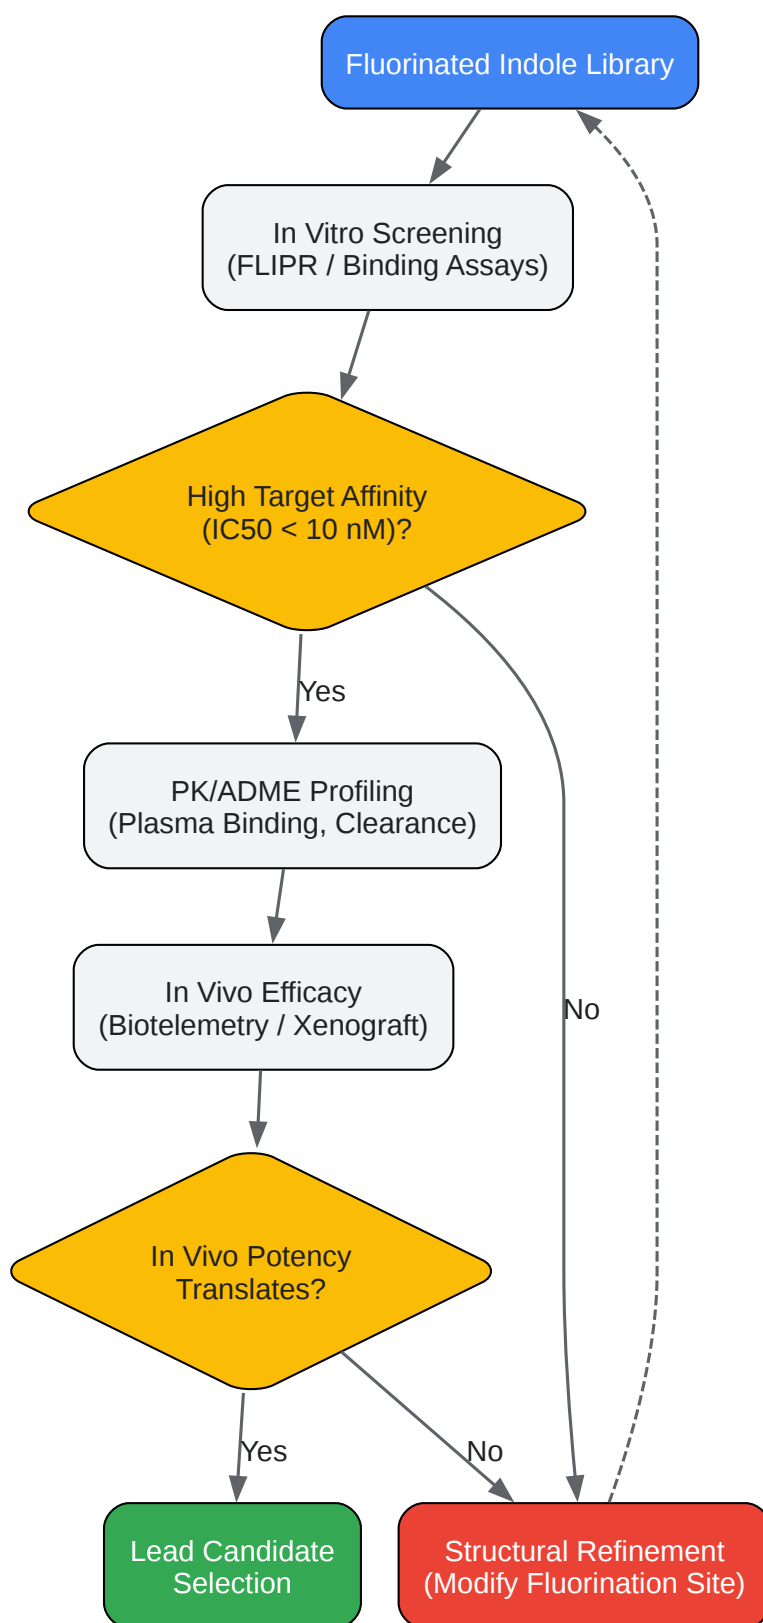 Fluorinated Indole Library
In Vitro Screening
(FLIPR / Binding Assays)
High Target Affinity
(IC50 < 10 nM)?
Yes
PK/ADME Profiling
(Plasma Binding, Clearance)
In Vivo Efficacy
(Biotelemetry / Xenograft)
No
In Vivo Potency
Translates?
Yes
No
Lead Candidate
Selection
Structural Refinement
(Modify Fluorination Site)